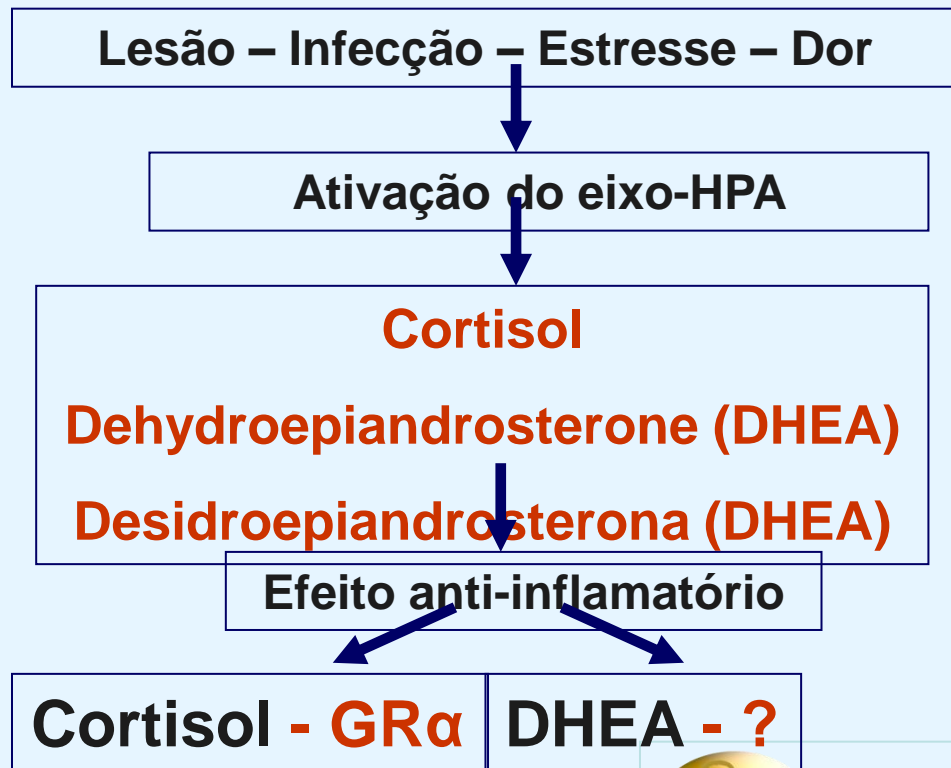 Lesão – Infecção – Estresse – Dor
Ativação do eixo-HPA
Cortisol
Dehydroepiandrosterone (DHEA)
Desidroepiandrosterona (DHEA)
Efeito anti-inflamatório
Cortisol - GRα
DHEA - ?